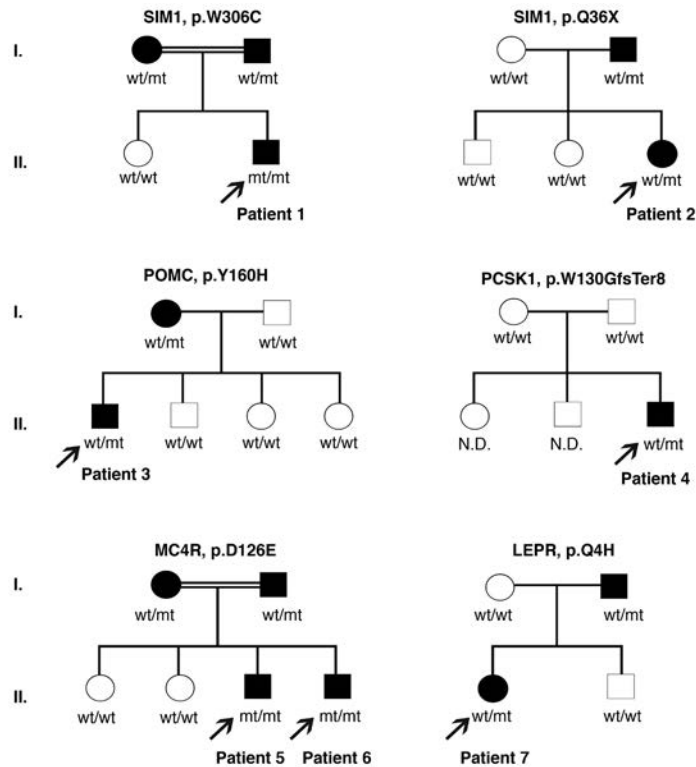 SIM1, p.W306C
SIM1, p.Q36X
I.
wt/mt
wt/mt
wt/wt
wt/mt
II.
wt/wt
mt/mt
wt/wt
wt/wt
wt/mt
Patient 1
Patient 2
POMC, p.Y160H
PCSK1, p.W130GfsTer8
I.
wt/mt
wt/wt
wt/wt
wt/wt
II.
wt/mt
wt/wt
wt/wt
wt/wt
N.D.
N.D.
wt/mt
Patient 3
Patient 4
MC4R, p.D126E
LEPR, p.Q4H
I.
wt/mt
wt/mt
wt/wt
wt/mt
II.
wt/wt
wt/wt
mt/mt
mt/mt
wt/mt
wt/wt
Patient 5
Patient 6
Patient 7